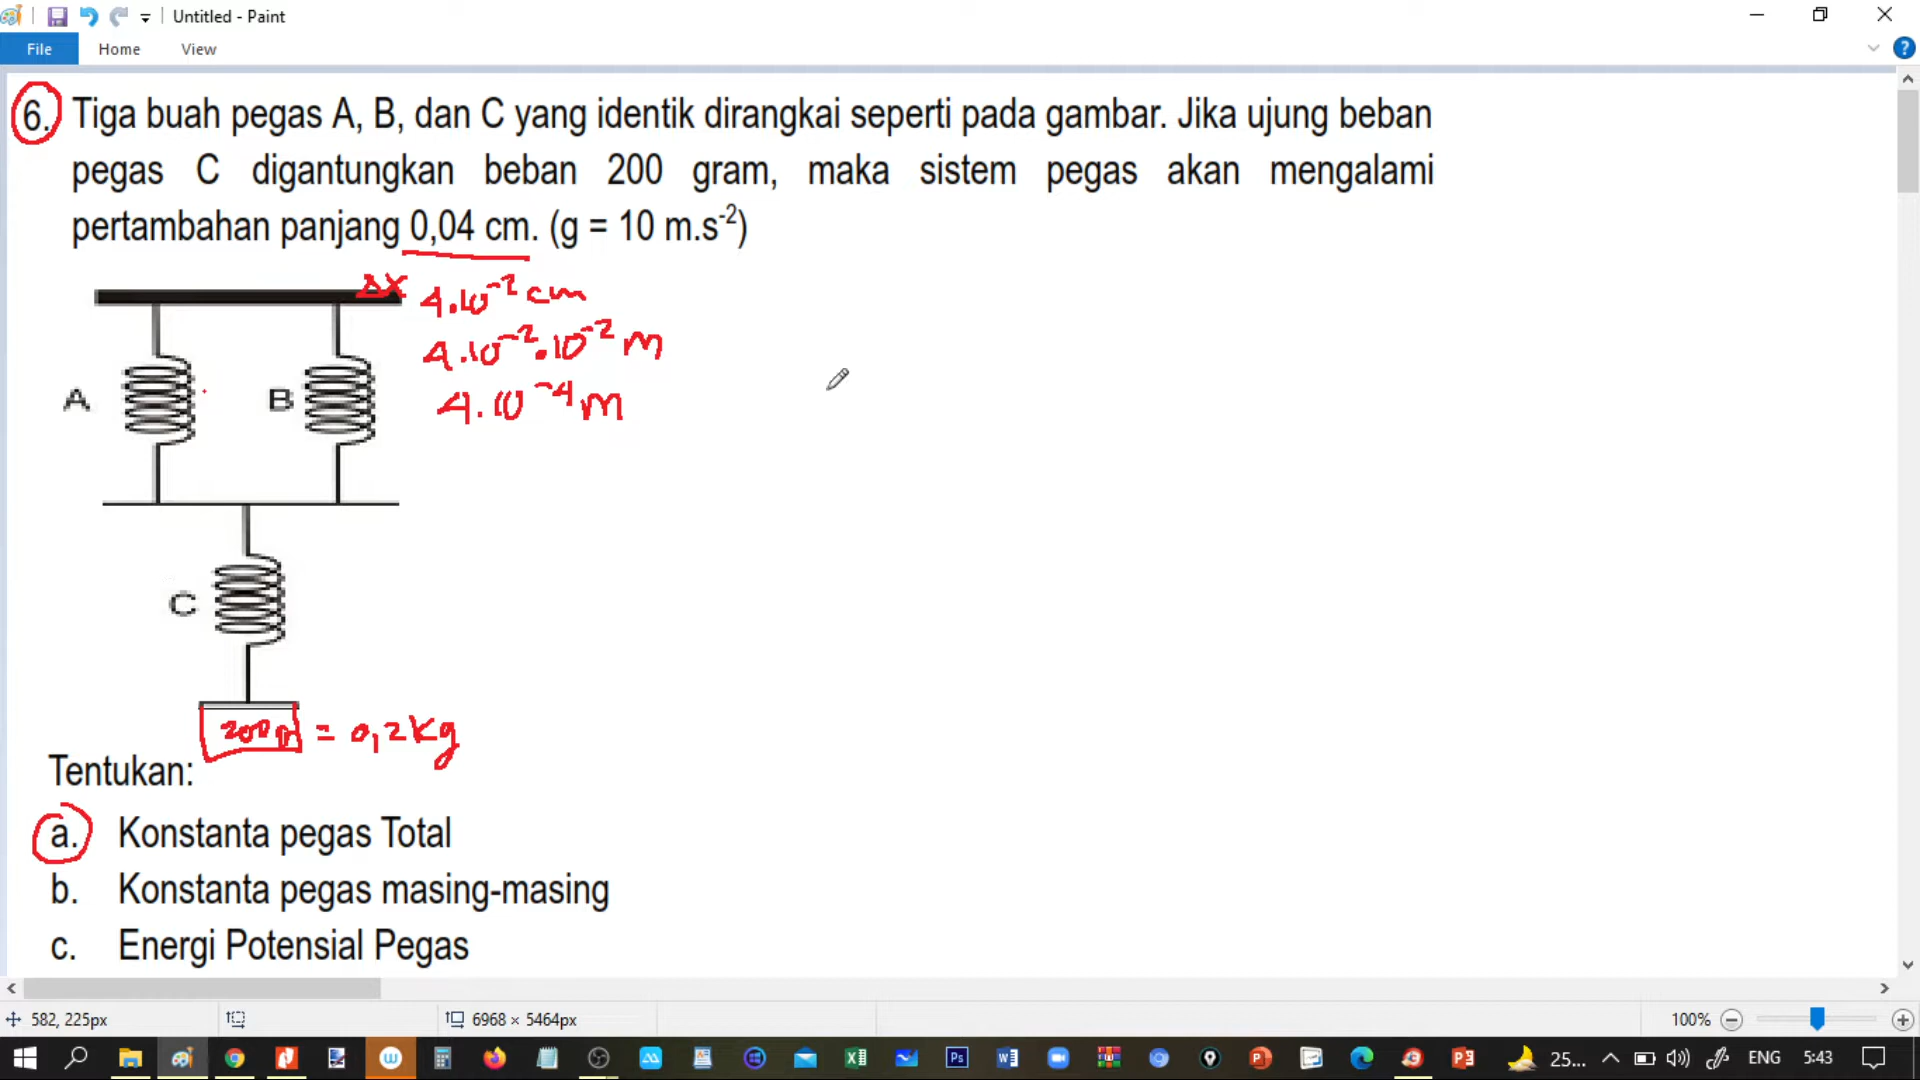 Untitled - Paint
File Home View
6. Tiga buah pegas A, B, dan C yang identik dirangkai seperti pada gambar. Jika ujung beban
pegas C digantungkan beban 200 gram, maka sistem pegas akan mengalami
pertambahan panjang 0,04 cm. (g = 10 m.s⁻²)
Δx 4.10⁻² cm
4.10⁻².10⁻² m
4.10⁻⁴ m
A B
C
= 0,2 kg
Tentukan:
a. Konstanta pegas Total
b. Konstanta pegas masing-masing
c. Energi Potensial Pegas
582, 225px 6968 × 5464px 100%
25... ENG 5:43